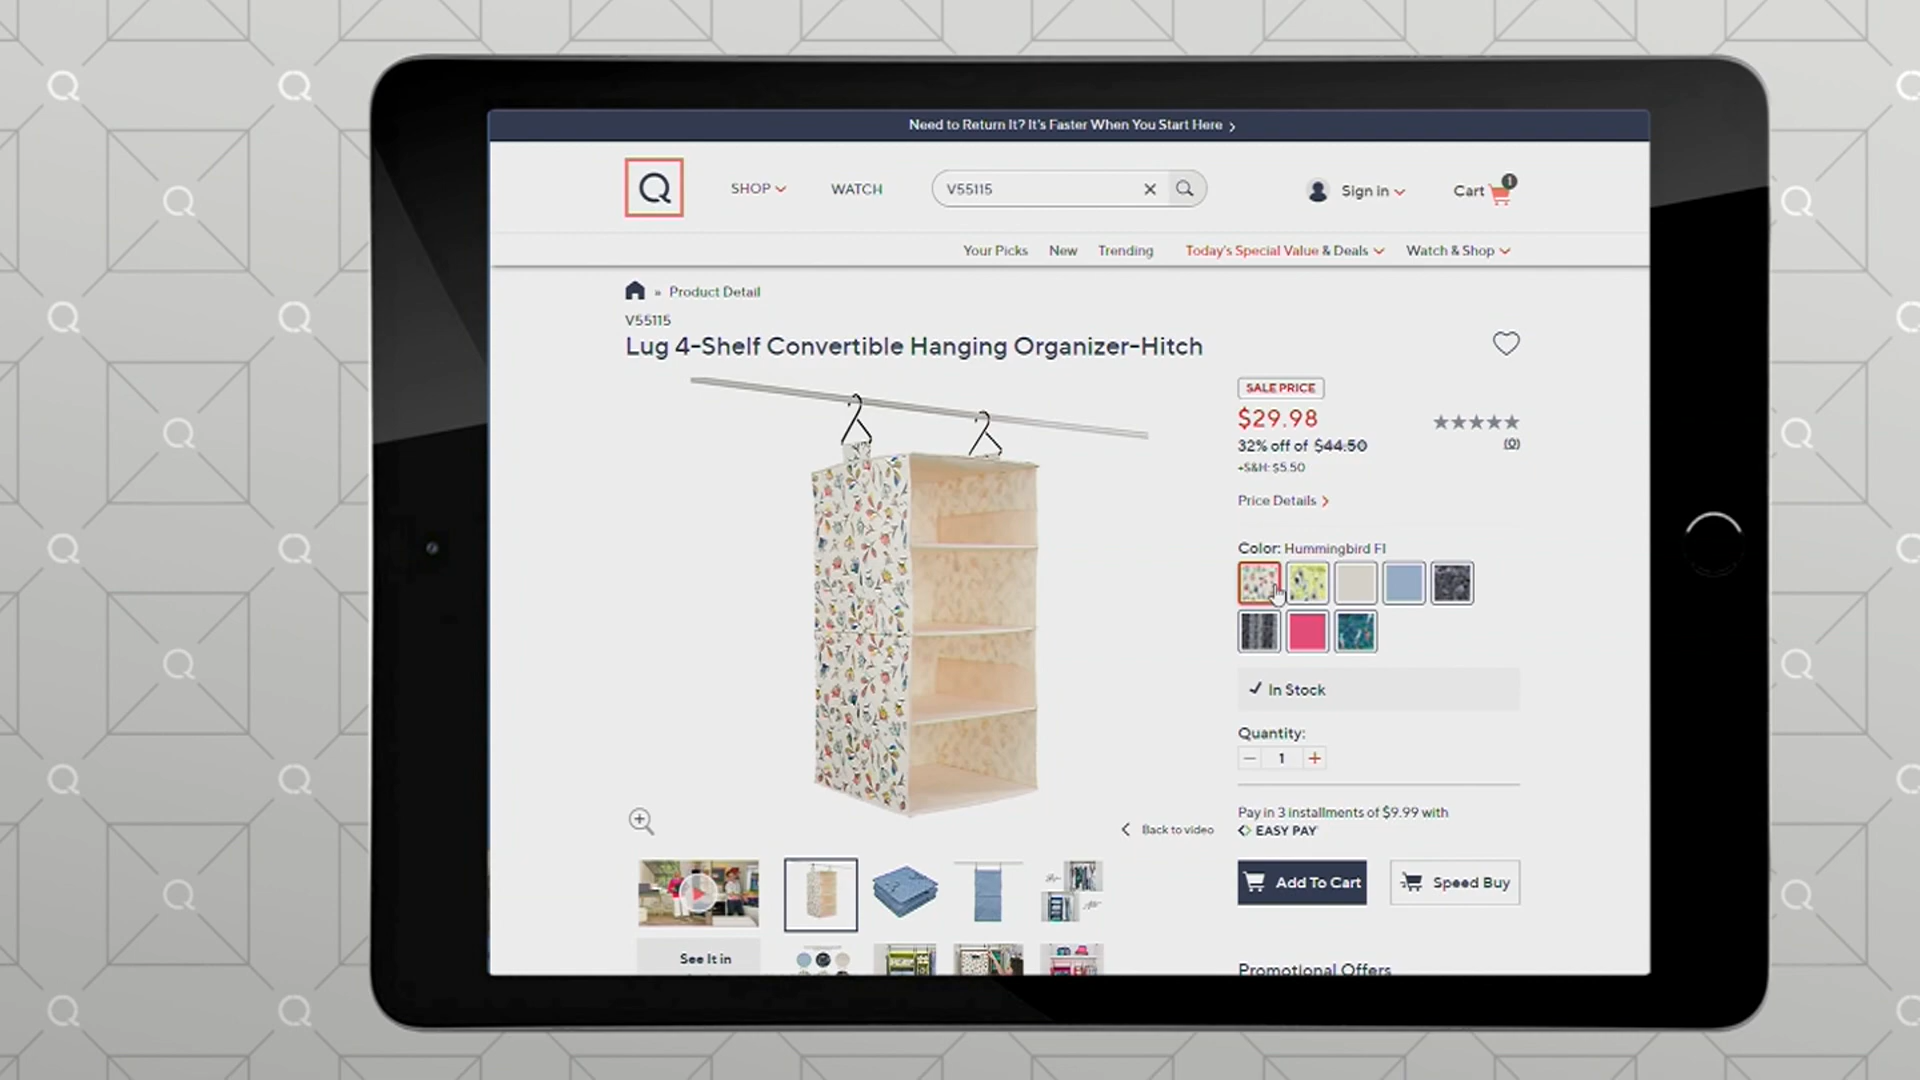 Need to Return It? It's Faster When You Start Here
Q
SHOP
WATCH
V55115
Sign in
Cart
1
Your Picks
New
Trending
Today's Special Value & Deals
Watch & Shop
» Product Detail
V55115
Lug 4-Shelf Convertible Hanging Organizer-Hitch
SALE PRICE
$29.98
32% off of $44.50
(0)
+S&H: $5.50
Price Details
Color: Hummingbird Fl
In Stock
Quantity:
1
Pay in 3 installments of $9.99 with
EASY PAY
Back to video
Add To Cart
Speed Buy
See It in
Promotional Offers